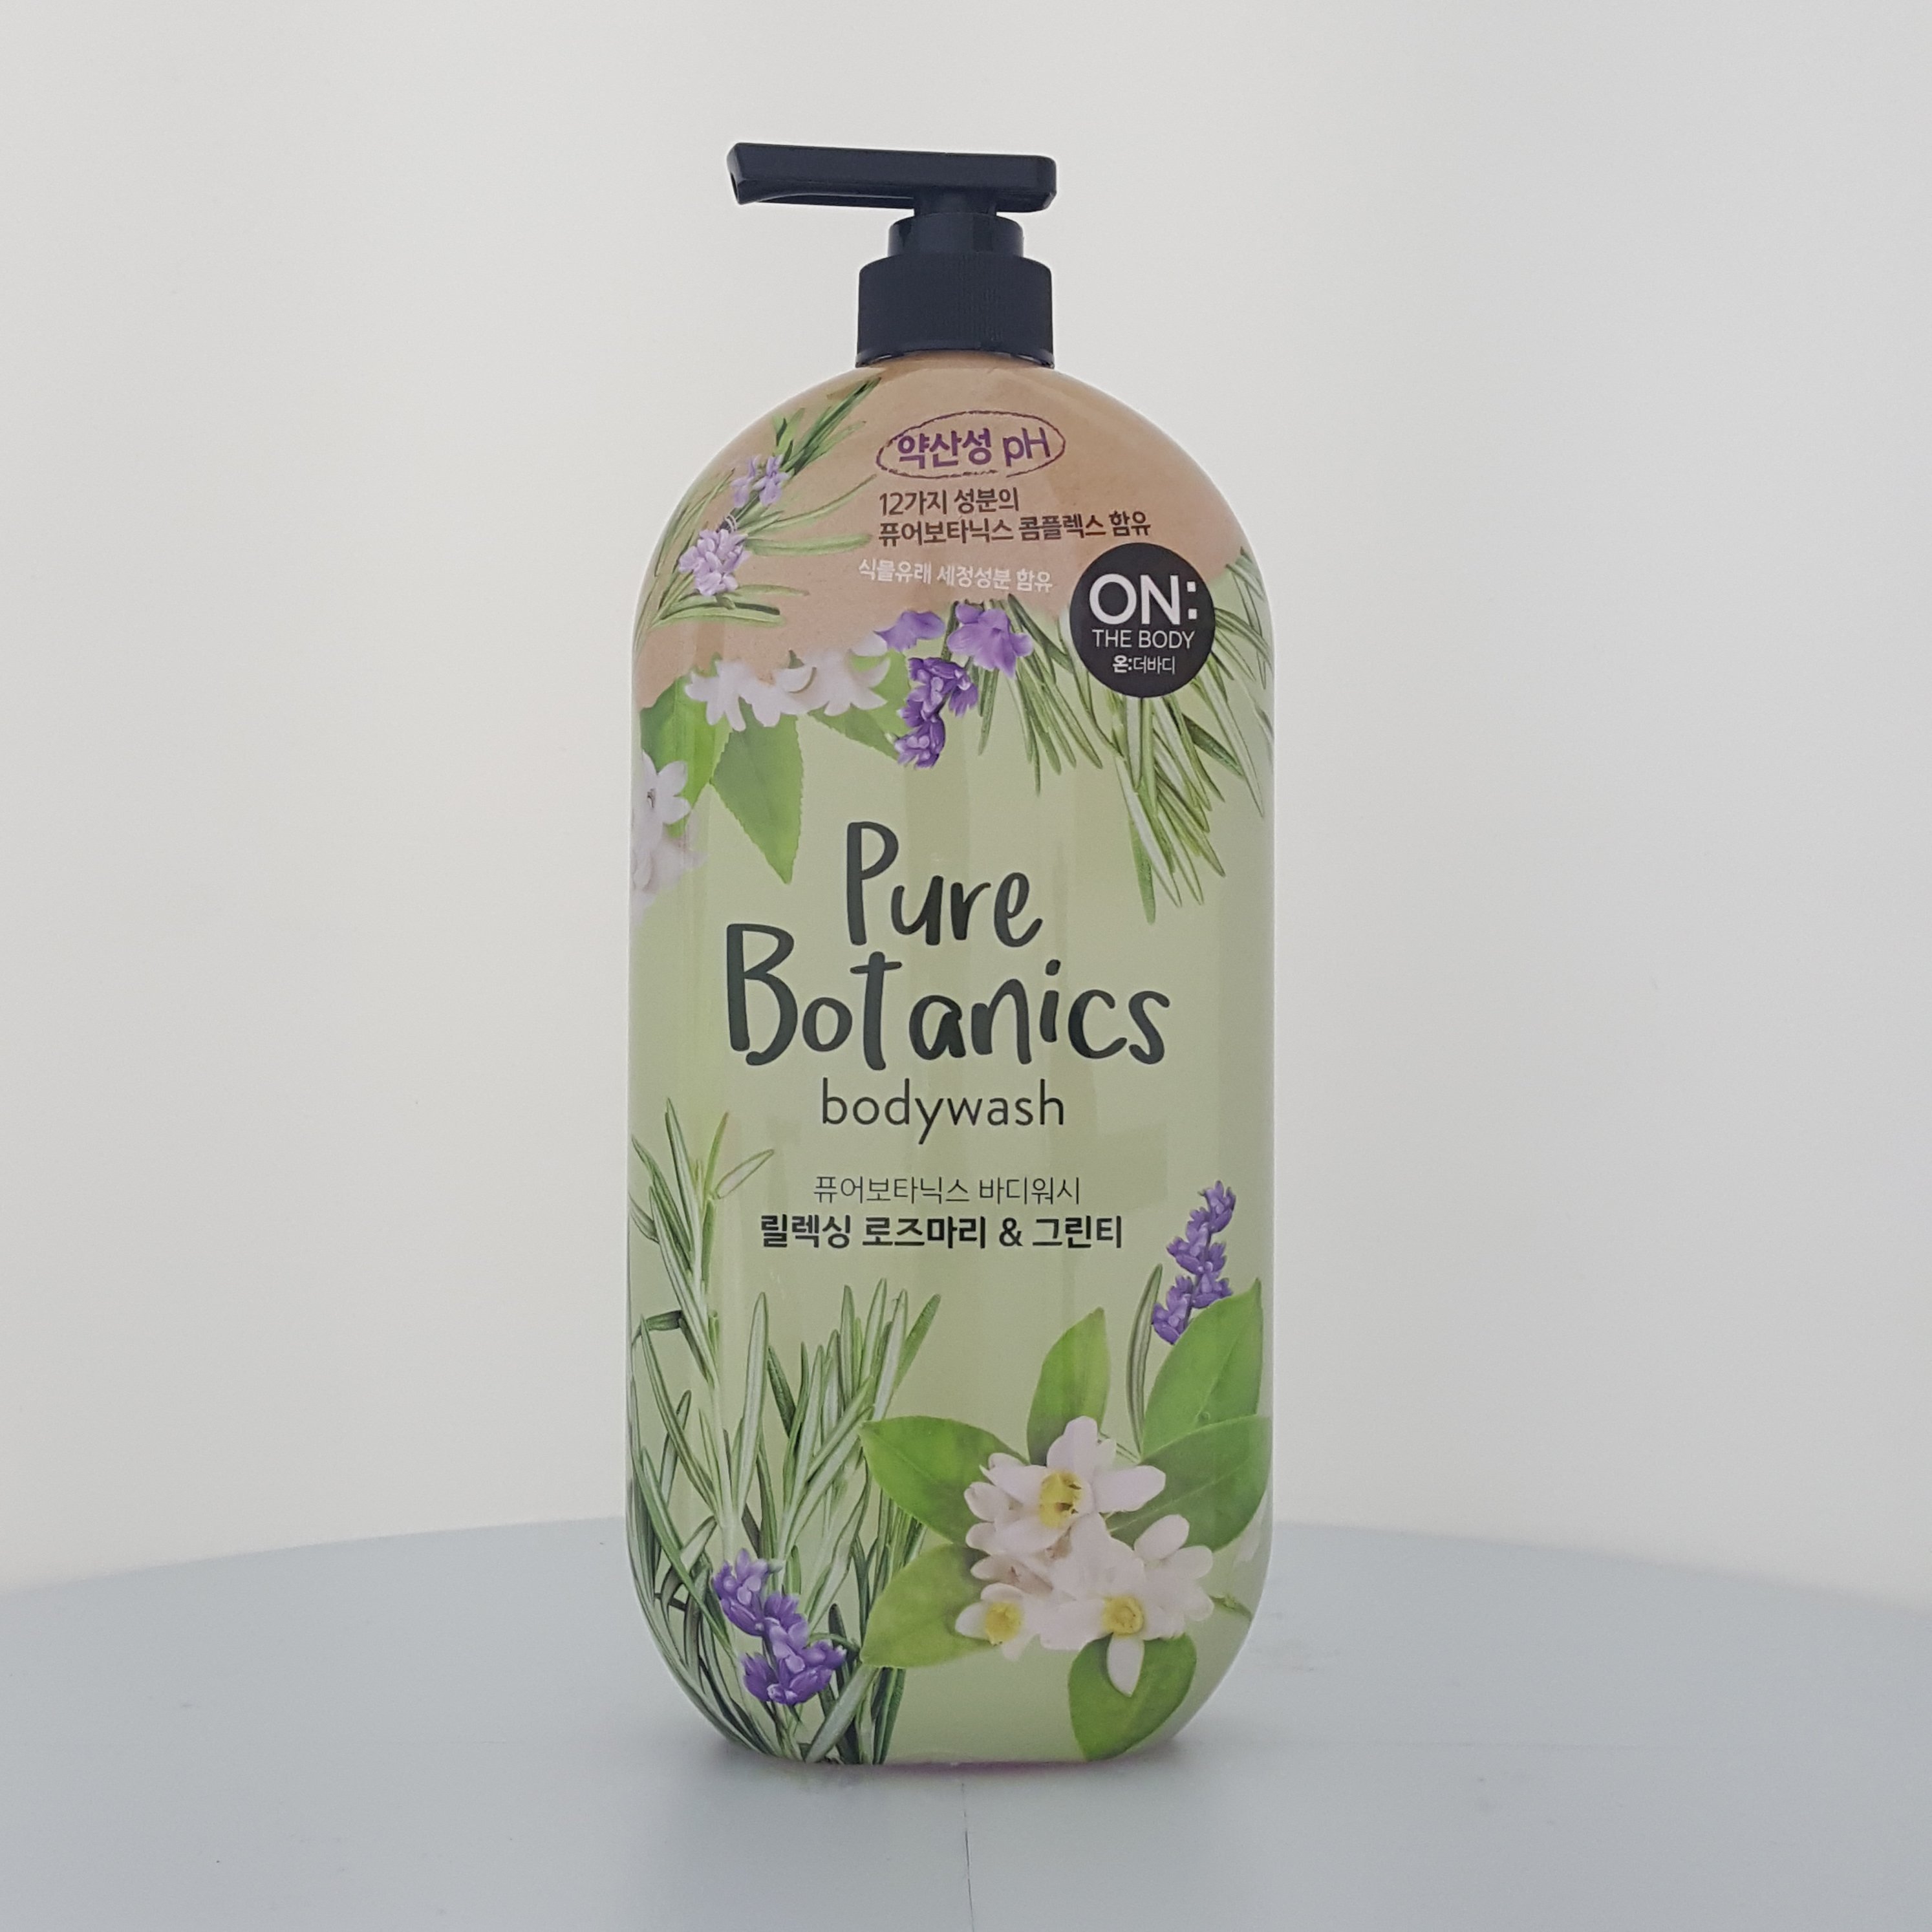 약산성 pH
12가지 성분의
퓨어보타닉스 콤플렉스 함유
식물유래 세정성분 함유
ON:
THE BODY
온:더바디
Pure
Botanics
bodywash
퓨어보타닉스 바디워시
릴렉싱 로즈마리 & 그린티